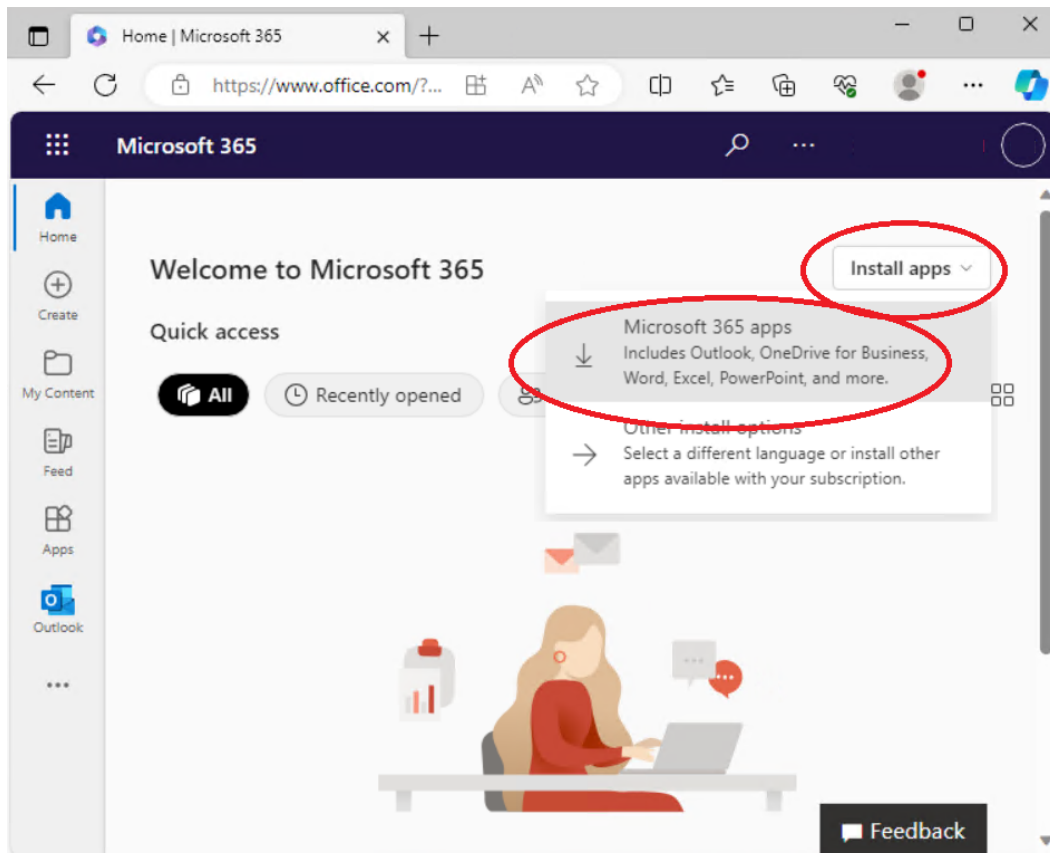 Home | Microsoft 365
https://www.office.com/?...
Microsoft 365
Home
Create
My Content
Feed
Apps
Outlook
Welcome to Microsoft 365
Install apps
Quick access
All
Recently opened
Microsoft 365 apps
Includes Outlook, OneDrive for Business,
Word, Excel, PowerPoint, and more.
Other install options
Select a different language or install other
apps available with your subscription.
Feedback